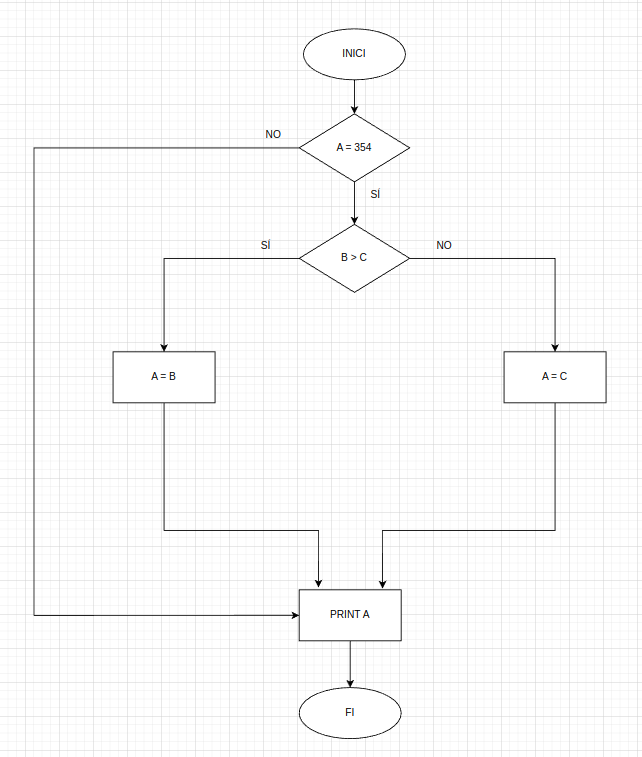 INICI
NO
A = 354
SÍ
SÍ
NO
B > C
A = B
A = C
PRINT A
FI